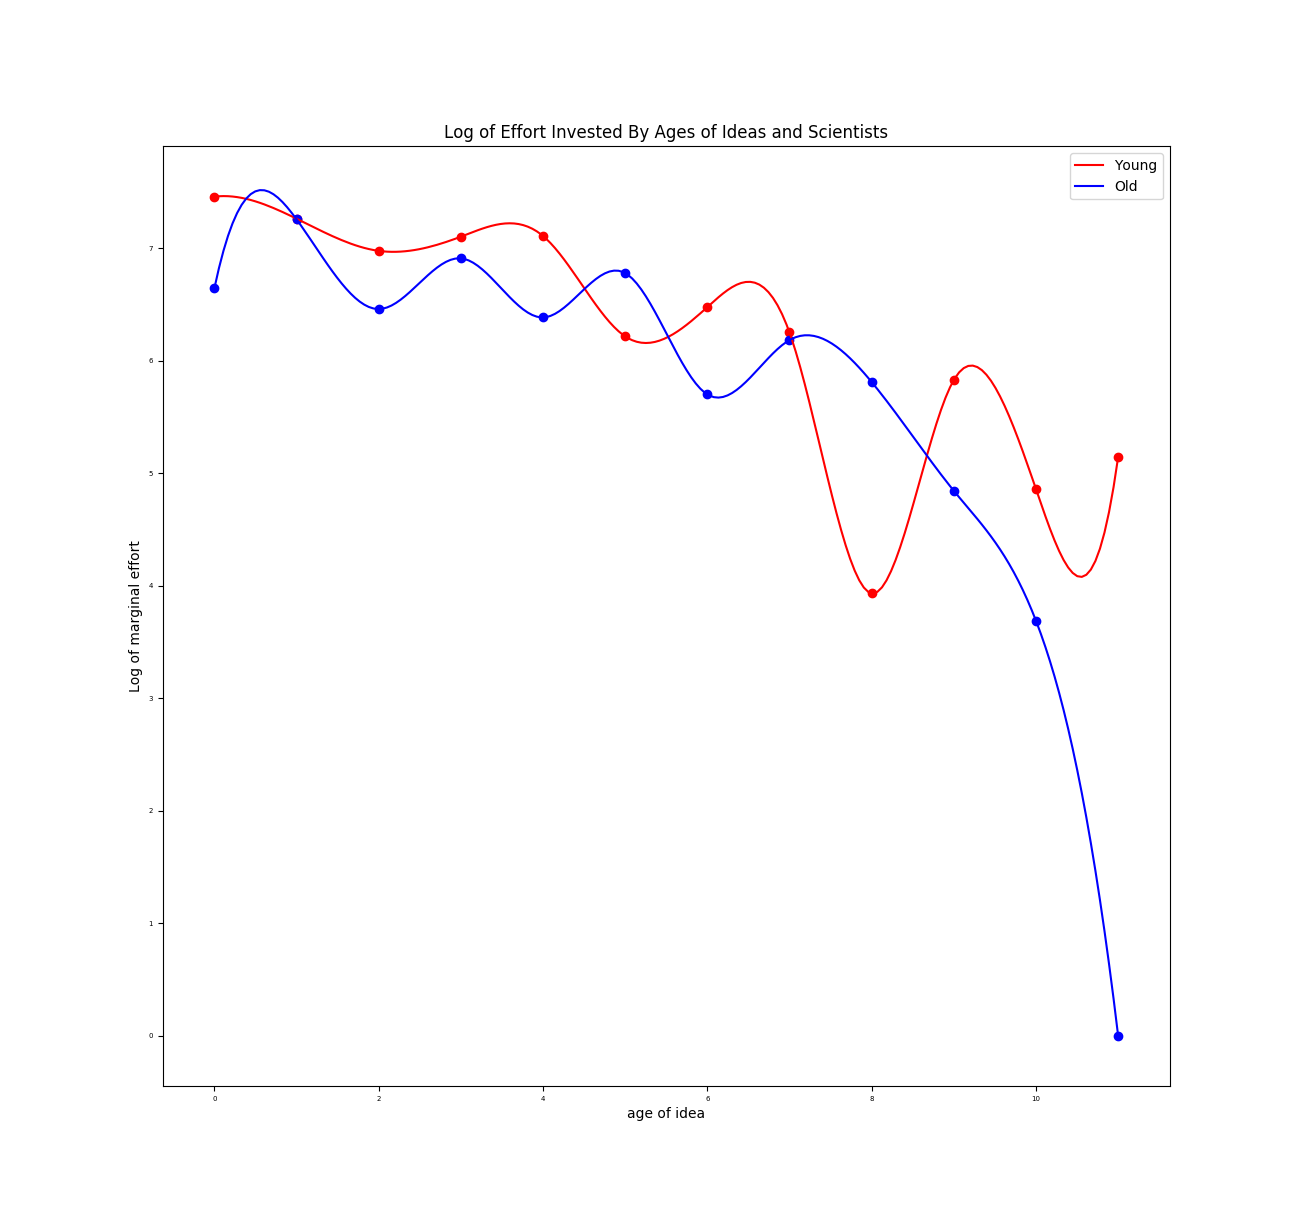 Log of Effort Invested By Ages of Ideas and Scientists
Young
Old
7
6
5
4
3
2
1
0
Log of marginal effort
0 2 4 6 8 10
age of idea